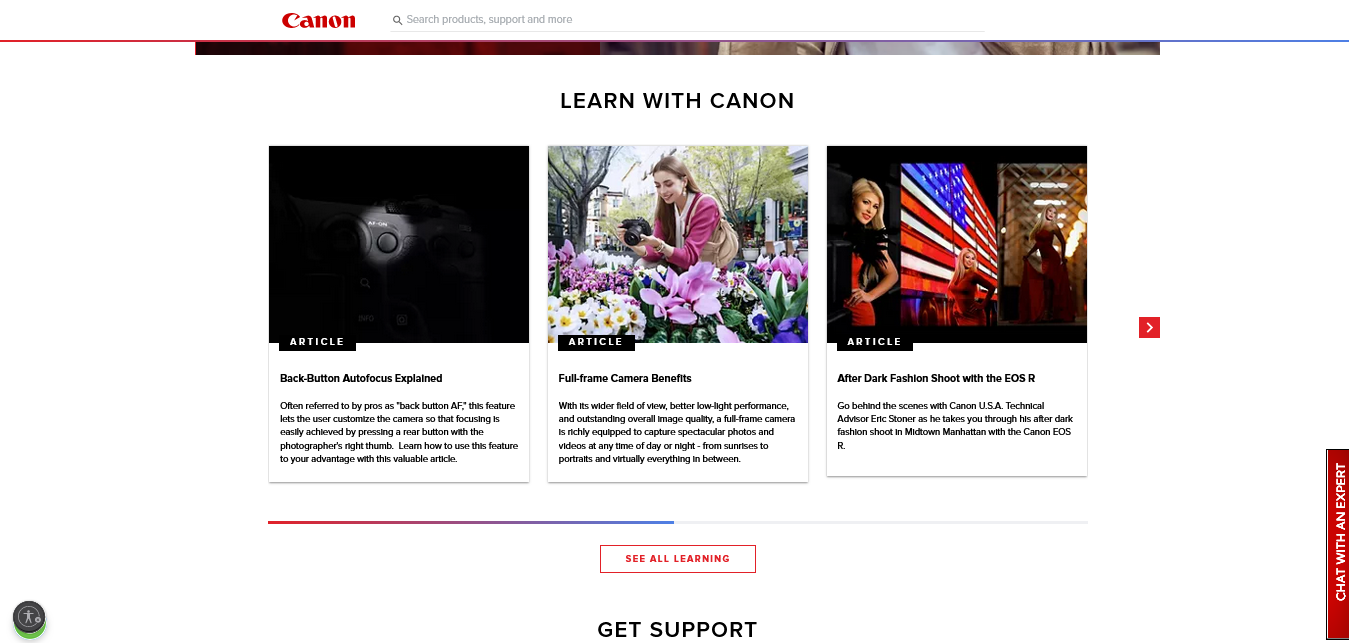 Canon
Search products, support and more
LEARN WITH CANON
AF-ON
INFO
ARTICLE
Back-Button Autofocus Explained
Often referred to by pros as "back button AF," this feature
lets the user customize the camera so that focusing is
easily achieved by pressing a rear button with the
photographer's right thumb.  Learn how to use this feature
to your advantage with this valuable article.
ARTICLE
Full-frame Camera Benefits
With its wider field of view, better low-light performance,
and outstanding overall image quality, a full-frame camera
is richly equipped to capture spectacular photos and
videos at any time of day or night - from sunrises to
portraits and virtually everything in between.
ARTICLE
After Dark Fashion Shoot with the EOS R
Go behind the scenes with Canon U.S.A. Technical
Advisor Eric Stoner as he takes you through his after dark
fashion shoot in Midtown Manhattan with the Canon EOS
R.
SEE ALL LEARNING
CHAT WITH AN EXPERT
GET SUPPORT